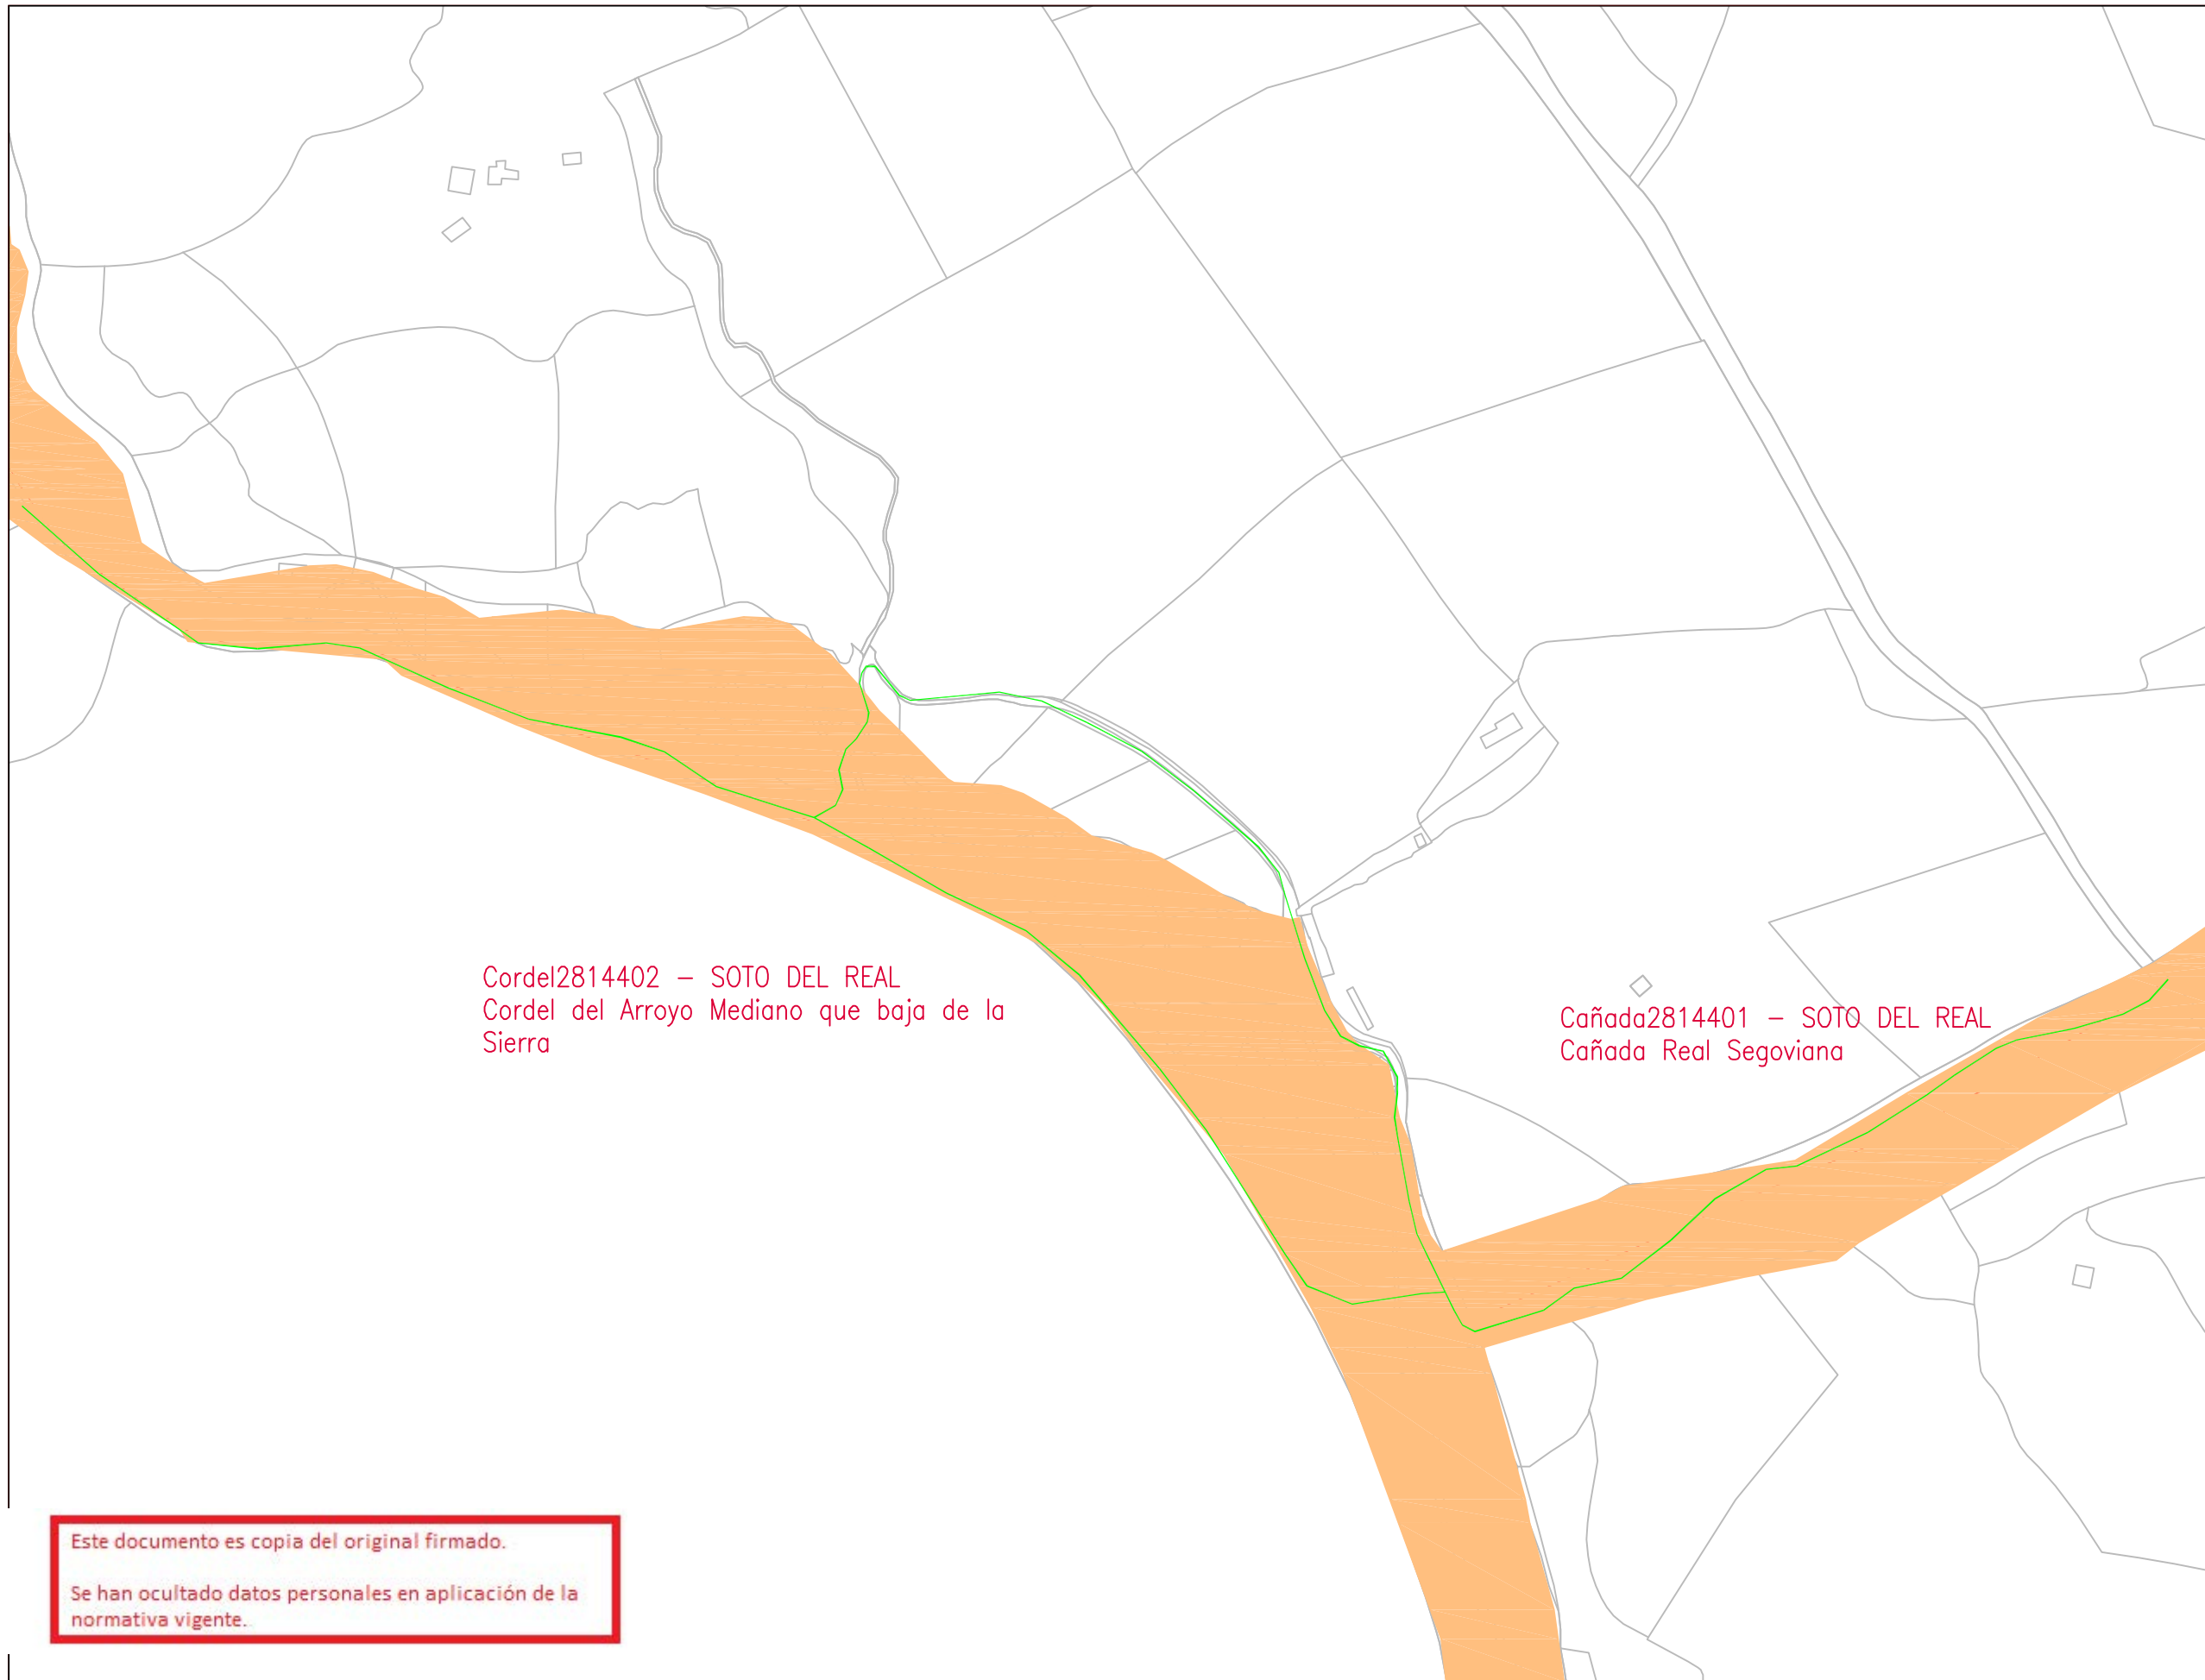 Cordel2814402 – SOTO DEL REAL
Cordel del Arroyo Mediano que baja de la
Sierra
Cañada2814401 – SOTO DEL REAL
Cañada Real Segoviana
Este documento es copia del original firmado.
Se han ocultado datos personales en aplicación de la
normativa vigente.